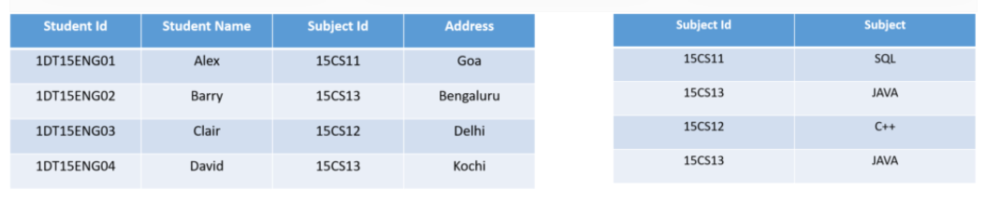 Student Id Student Name Subject Id Address
1DT15ENG01 Alex 15CS11 Goa
1DT15ENG02 Barry 15CS13 Bengaluru
1DT15ENG03 Clair 15CS12 Delhi
1DT15ENG04 David 15CS13 Kochi
Subject Id Subject
15CS11 SQL
15CS13 JAVA
15CS12 C++
15CS13 JAVA